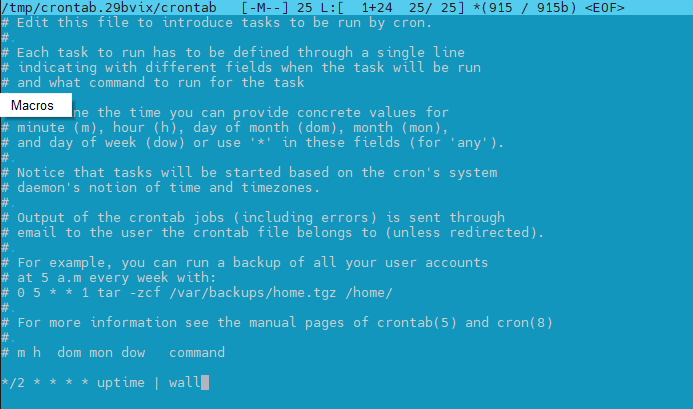 /tmp/crontab.29bvix/crontab   [-M--] 25 L:[  1+24  25/ 25] *(915 / 915b) <EOF>
# Edit this file to introduce tasks to be run by cron.
#.
# Each task to run has to be defined through a single line
# indicating with different fields when the task will be run
# and what command to run for the task
Macros
ne the time you can provide concrete values for
# minute (m), hour (h), day of month (dom), month (mon),
# and day of week (dow) or use '*' in these fields (for 'any').
#.
# Notice that tasks will be started based on the cron's system
# daemon's notion of time and timezones.
#.
# Output of the crontab jobs (including errors) is sent through
# email to the user the crontab file belongs to (unless redirected).
#.
# For example, you can run a backup of all your user accounts
# at 5 a.m every week with:
# 0 5 * * 1 tar -zcf /var/backups/home.tgz /home/
#.
# For more information see the manual pages of crontab(5) and cron(8)
#.
# m h  dom mon dow   command
*/2 * * * * uptime | wall